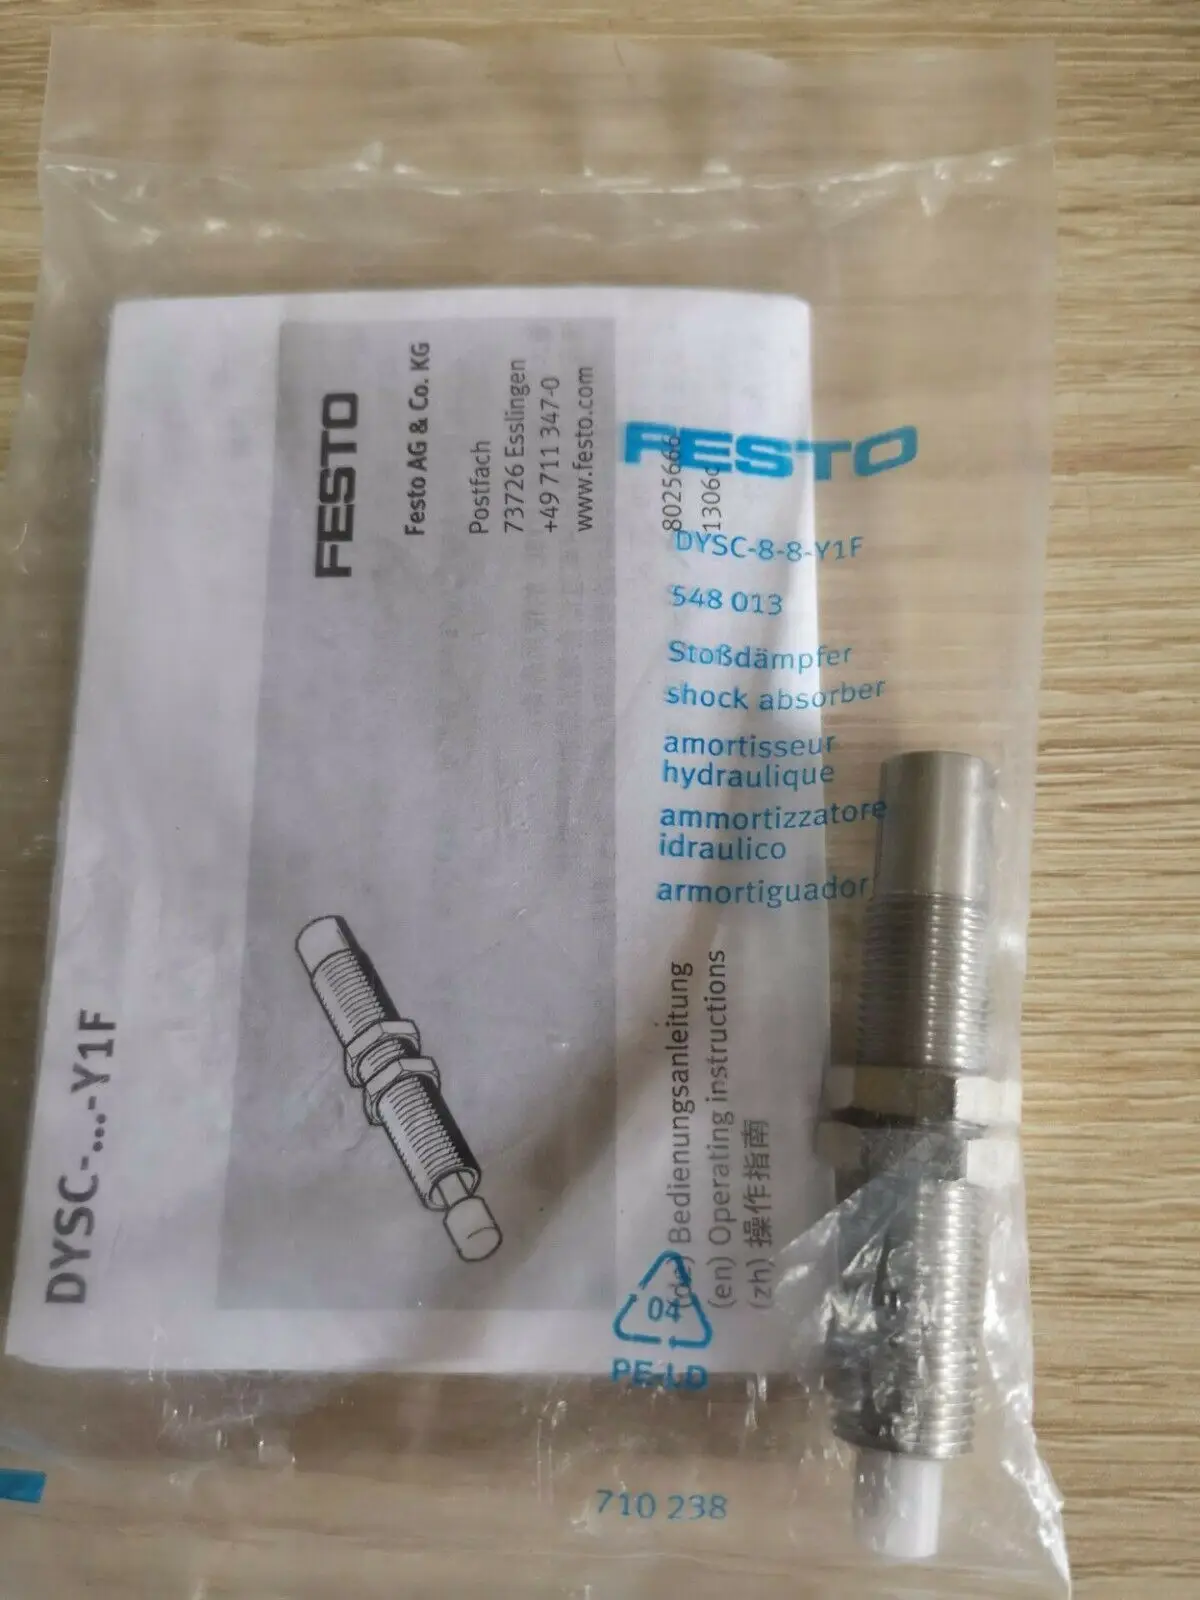 FESTO
Festo AG & Co. KG
Postfach
73726 Esslingen
+49 711 347-0
www.festo.com
DYSC-...-Y1F
(de) Bedienungsanleitung
(en) Operating instructions
(zh) 操作指南
FESTO
DYSC-8-8-Y1F
548 013
Stoßdämpfer
shock absorber
amortisseur
hydraulique
ammortizzatore
idraulico
armortiguador
04
PE-LD
710 238